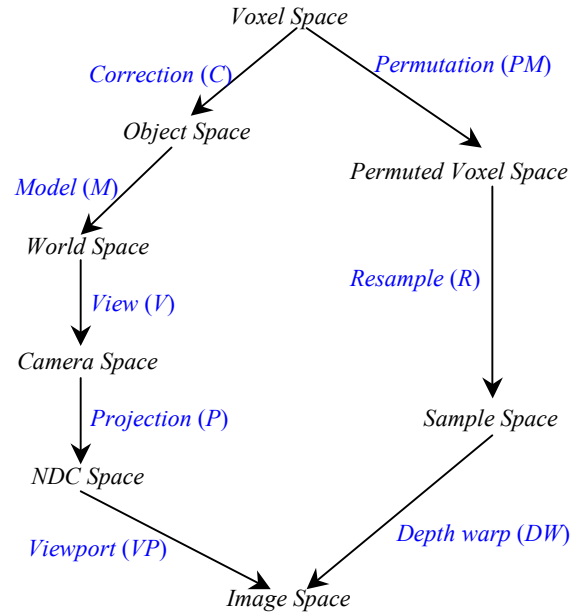 Voxel Space
Correction (C)
Permutation (PM)
Object Space
Permuted Voxel Space
Model (M)
World Space
Resample (R)
View (V)
Camera Space
Projection (P)
Sample Space
NDC Space
Depth warp (DW)
Viewport (VP)
Image Space